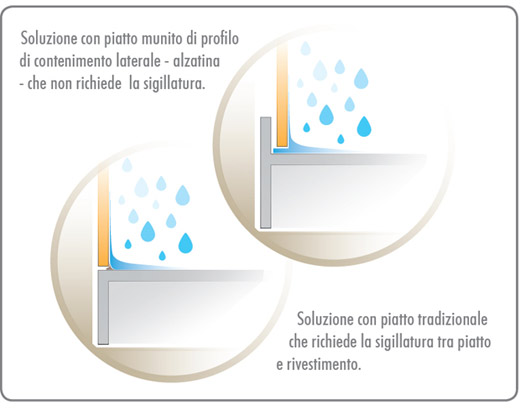 Soluzione con piatto munito di profilo
di contenimento laterale - alzatina
- che non richiede la sigillatura.
Soluzione con piatto tradizionale
che richiede la sigillatura tra piatto
e rivestimento.